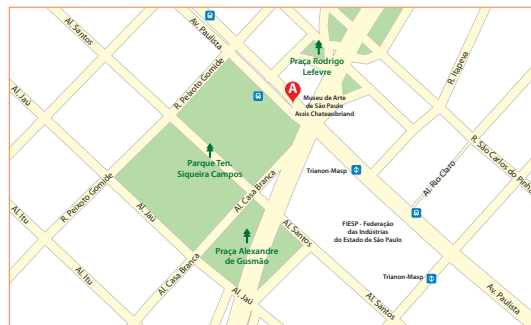 Al. Santos
Av. Paulista
Praça Rodrigo
Lefevre
R. Itapeva
Al. Jaú
R. Peixoto Gomide
A
Museu de Arte
de São Paulo
Assis Chateaubriand
R. São Carlos do Pinhal
Parque Ten.
Siqueira Campos
Trianon-Masp
Al. Rio Claro
R. Peixoto Gomide
Al. Casa Branca
Al. Itu
Al. Jaú
FIESP - Federação
das Indústrias
do Estado de São Paulo
Al. Santos
Praça Alexandre
de Gusmão
Al. Itu
Al. Casa Branca
Trianon-Masp
Al. Jaú
Al. Santos
Av. Paulista